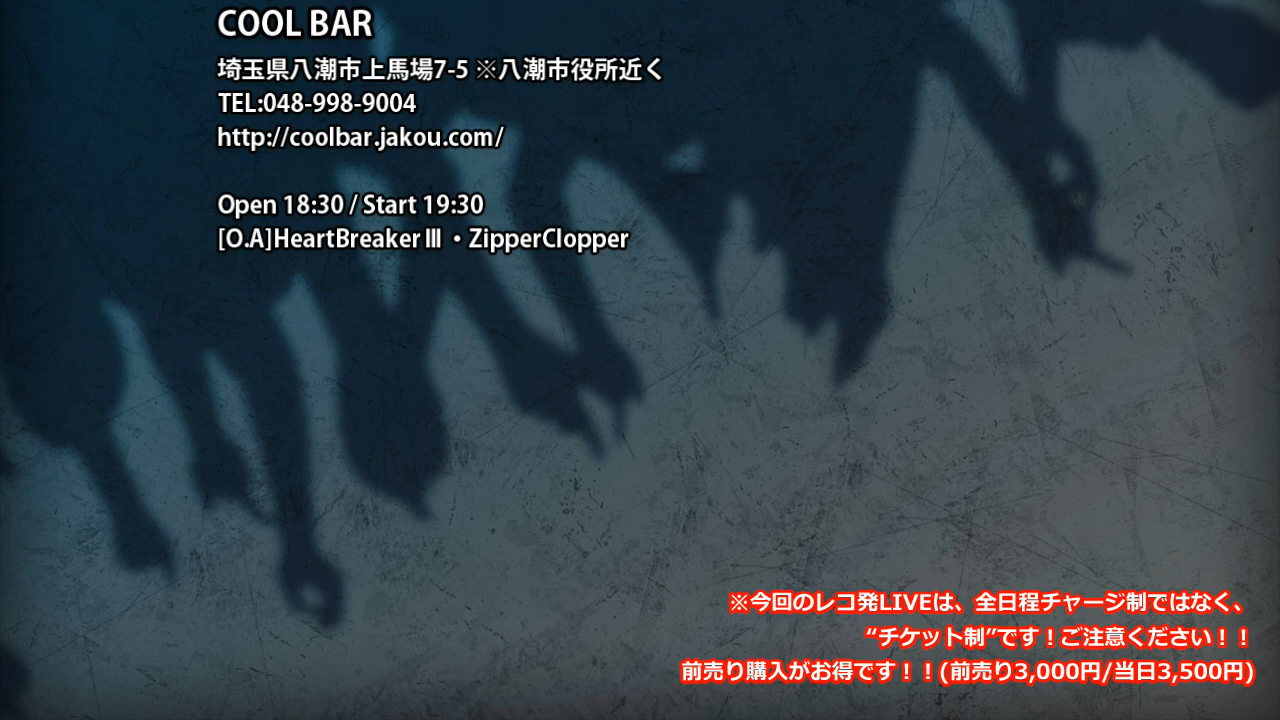 COOL BAR
埼玉県八潮市上馬場7-5 ※八潮市役所近く
TEL:048-998-9004
http://coolbar.jakou.com/
Open 18:30 / Start 19:30
[O.A]HeartBreakerⅢ ・ZipperClopper
※今回のレコ発LIVEは、全日程チャージ制ではなく、
“チケット制”です！ご注意ください！！
前売り購入がお得です！！(前売り3,000円/当日3,500円)